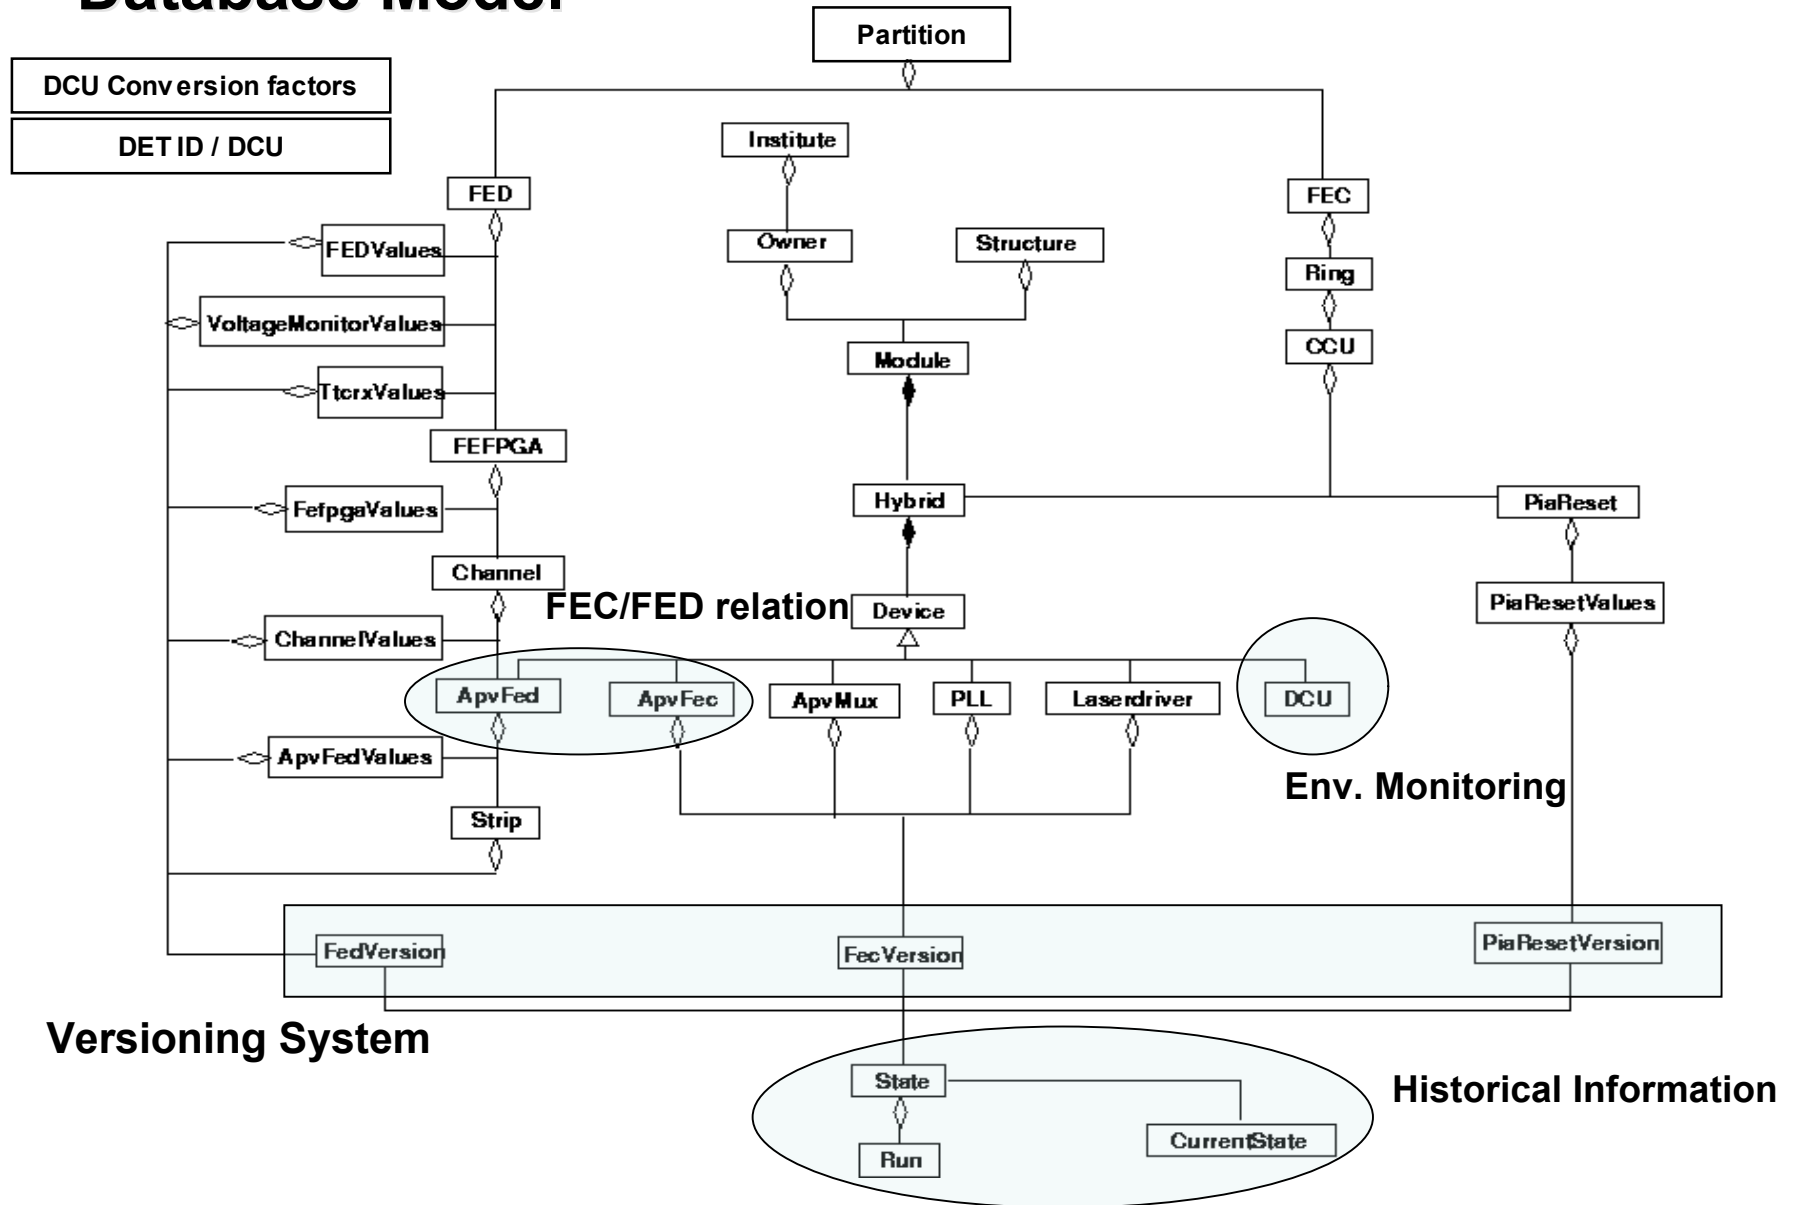 Database Model
Partition
DCU Conversion factors
DET ID / DCU
Institute
FED
FEC
FEDValues
Owner
Structure
Ring
VoltageMonitorValues
CCU
Module
TtcrxValues
FEFPGA
FefpgaValues
Hybrid
PiaReset
Channel
FEC/FED relation
Device
PiaResetValues
ChannelValues
ApvFed
ApvFec
ApvMux
PLL
Laserdriver
DCU
ApvFedValues
Env. Monitoring
Strip
FedVersion
FecVersion
PiaResetVersion
Versioning System
State
Historical Information
CurrentState
Run